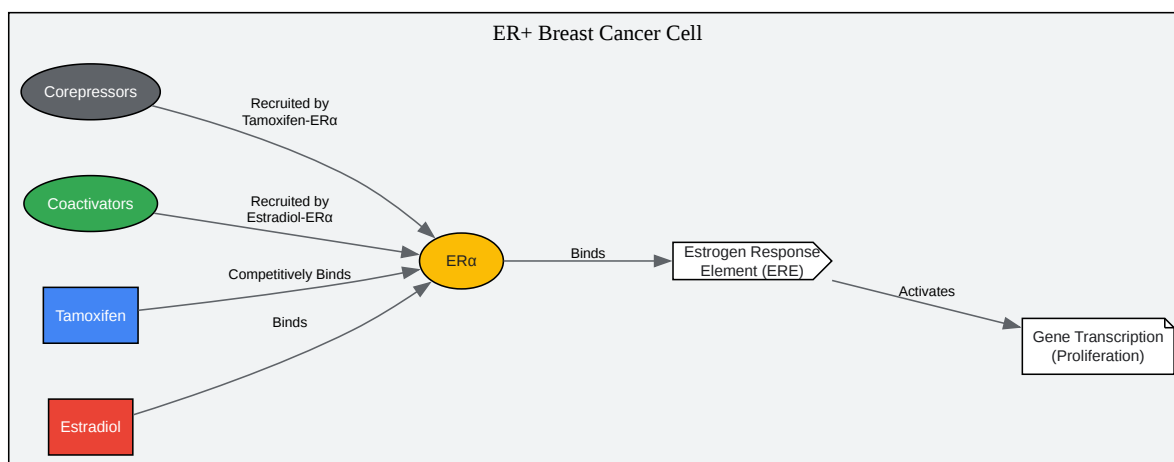 ER+ Breast Cancer Cell
Corepressors
Recruited by
Tamoxifen-ERα
Coactivators
Recruited by
Estradiol-ERα
Competitively Binds
Tamoxifen
Binds
Estradiol
ERα
Binds
Estrogen Response
Element (ERE)
Activates
Gene Transcription
(Proliferation)